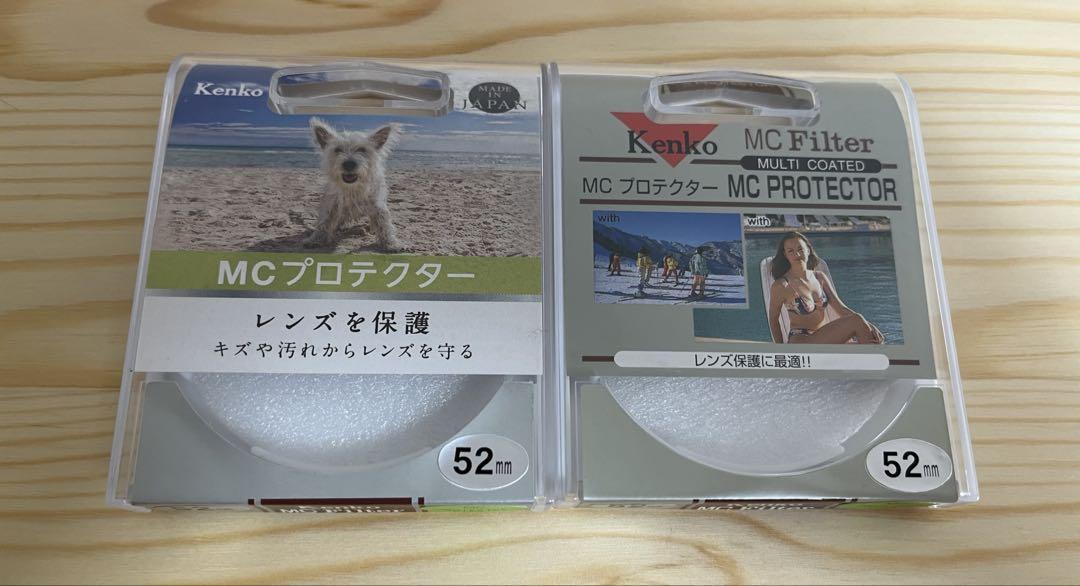 Kenko
MADE
IN
JAPAN
MCプロテクター
レンズを保護
キズや汚れからレンズを守る
52mm
Kenko
MC Filter
MULTI COATED
MC プロテクター MC PROTECTOR
with
with
レンズ保護に最適!!
52mm